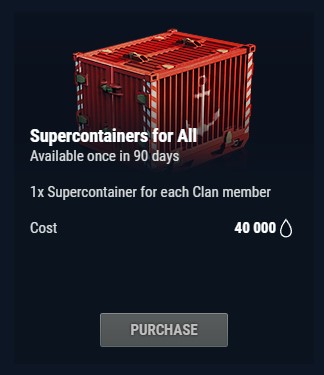 Supercontainers for All
Available once in 90 days
1x Supercontainer for each Clan member
Cost 40 000
PURCHASE